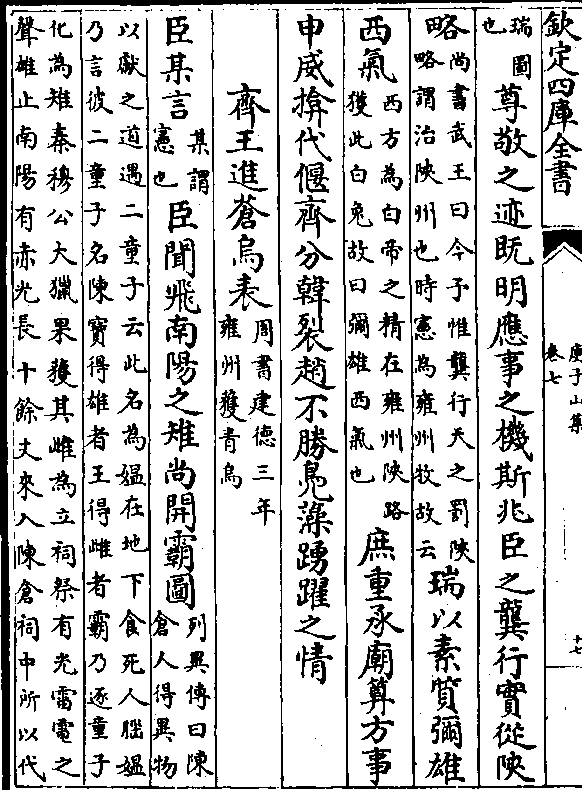 欽定四庫全書
庾子山集
卷七
十七
瑞圖
也
尊敬之迹既明應事之機斯兆臣之龔行實從陜
略
尚書武王曰今予惟龔行天之罰陜
略謂治陜州也時憲為雍州牧故云
瑞以素質彌雄
西氣
西方為白帝之精在雍州陜路
獲此白兔故曰彌雄西氣也
庶重承廟算方事
申威揜代偃齊分韓裂趙不勝鳧藻踴躍之情
齊王進蒼烏表
周書建德三年
雍州獲青烏
臣某言
某謂
憲也
臣聞飛南陽之雉尚開霸圖
列異傳曰陳
倉人得異物
以獻之道遇二童子云此名為媪在地下食死人腦媪
乃言彼二童子名陳寶得雄者王得雌者霸乃逐童子
化為雉秦穆公大獵果獲其雌為立祠祭有光雷電之
聲雄止南陽有赤光長十餘丈來入陳倉祠中所以代